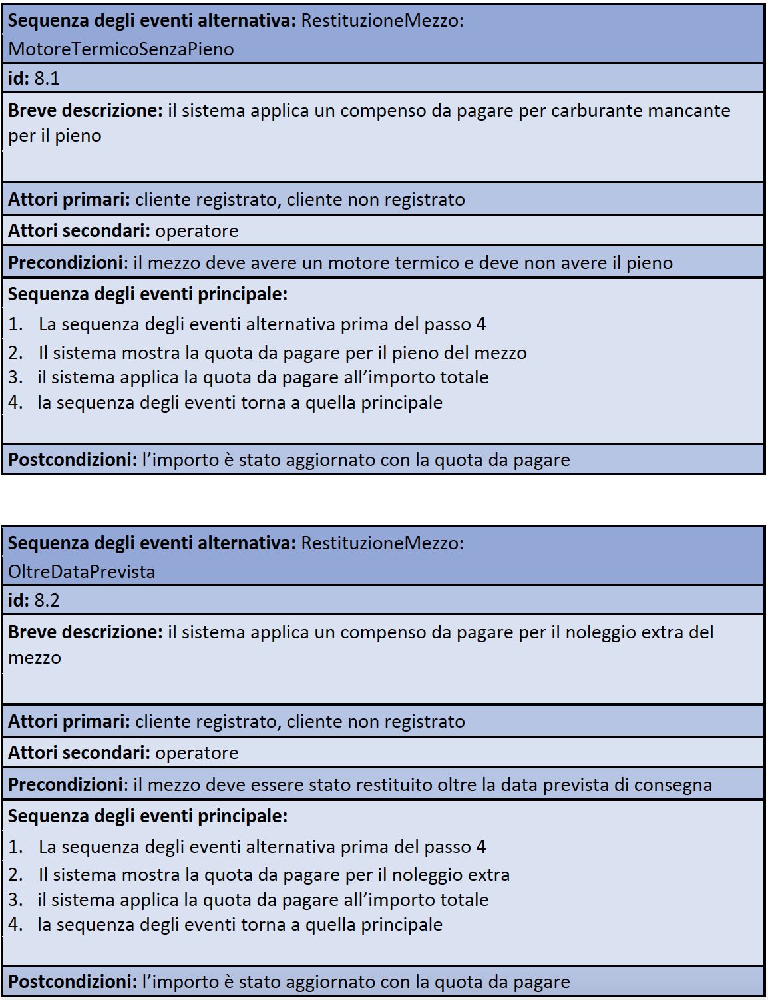 Sequenza degli eventi alternativa: RestituzioneMezzo:
MotoreTermicoSenzaPieno
id: 8.1
Breve descrizione: il sistema applica un compenso da pagare per carburante mancante
per il pieno
Attori primari: cliente registrato, cliente non registrato
Attori secondari: operatore
Precondizioni: il mezzo deve avere un motore termico e deve non avere il pieno
Sequenza degli eventi principale:
1. La sequenza degli eventi alternativa prima del passo 4
2. Il sistema mostra la quota da pagare per il pieno del mezzo
3. il sistema applica la quota da pagare all’importo totale
4. la sequenza degli eventi torna a quella principale
Postcondizioni: l’importo è stato aggiornato con la quota da pagare
Sequenza degli eventi alternativa: RestituzioneMezzo:
OltreDataPrevista
id: 8.2
Breve descrizione: il sistema applica un compenso da pagare per il noleggio extra del
mezzo
Attori primari: cliente registrato, cliente non registrato
Attori secondari: operatore
Precondizioni: il mezzo deve essere stato restituito oltre la data prevista di consegna
Sequenza degli eventi principale:
1. La sequenza degli eventi alternativa prima del passo 4
2. Il sistema mostra la quota da pagare per il noleggio extra
3. il sistema applica la quota da pagare all’importo totale
4. la sequenza degli eventi torna a quella principale
Postcondizioni: l’importo è stato aggiornato con la quota da pagare